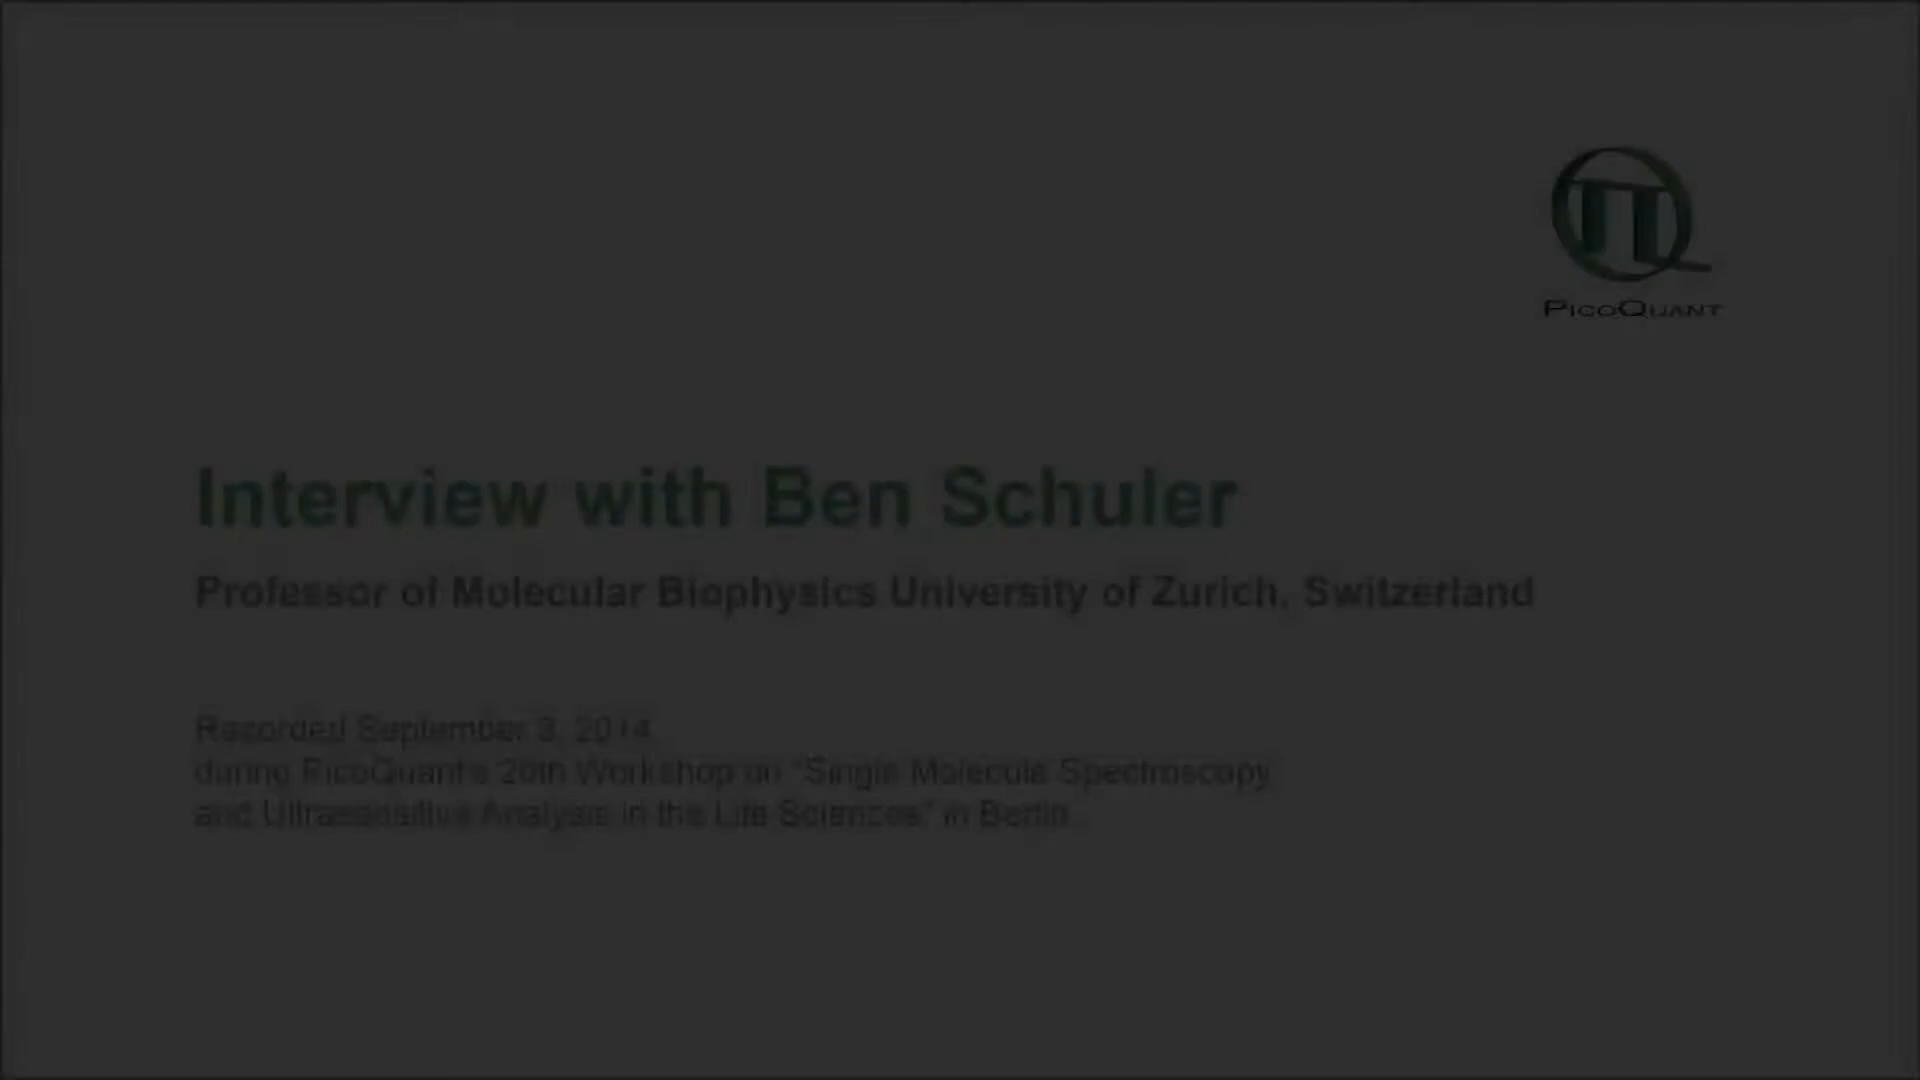 PICOQUANT
Interview with Ben Schuler
Professor of Molecular Biophysics University of Zurich, Switzerland
Recorded September 3, 2014
during PicoQuant's 20th Workshop on "Single Molecule Spectroscopy
and Ultrasensitive Analysis in the Life Sciences" in Berlin